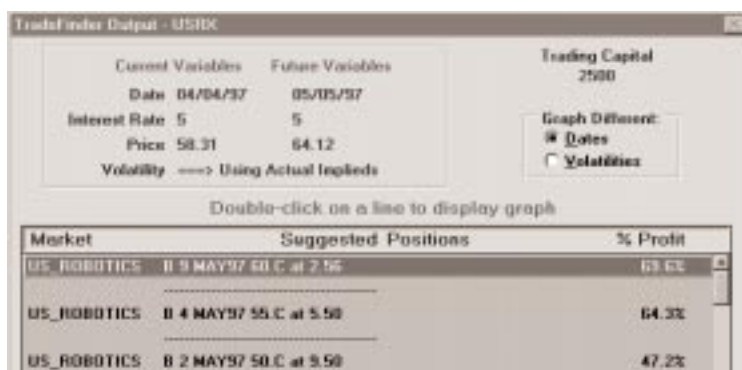 TradeFinder Output - USRX
Current Variables Future Variables
Date 04/04/97 05/05/97
Interest Rate 5 5
Price 58.31 64.12
Volatility ===> Using Actual Implieds
Trading Capital
2500
Graph Different:
Dates
Volatilities
Double-click on a line to display graph
Market Suggested Positions % Profit
US_ROBOTICS B 9 MAY97 60.C at 2.56 69.6%
------------------------------
US_ROBOTICS B 4 MAY97 55.C at 5.50 64.3%
------------------------------
US_ROBOTICS B 2 MAY97 50.C at 9.50 47.2%